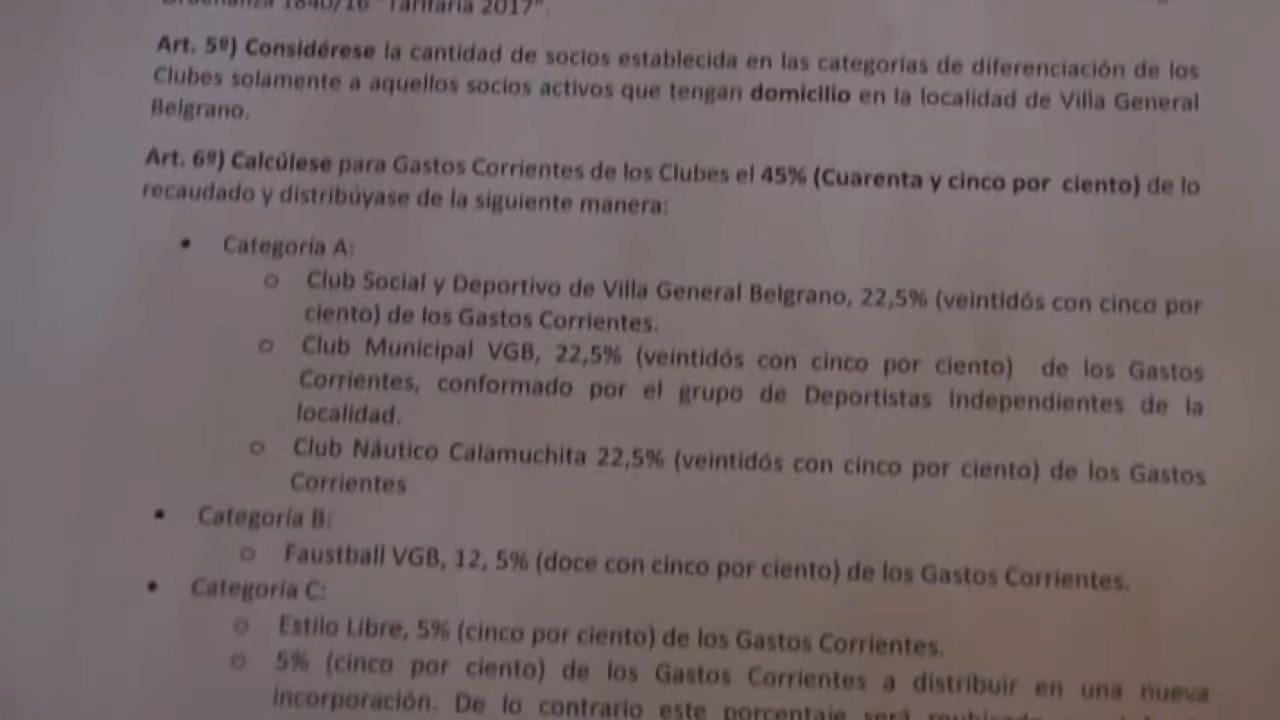 Ordenanza 1840/16 "Tarifaria 2017".
Art. 5º) Considérese la cantidad de socios establecida en las categorías de diferenciación de los
Clubes solamente a aquellos socios activos que tengan domicilio en la localidad de Villa General
Belgrano.
Art. 6º) Calcúlese para Gastos Corrientes de los Clubes el 45% (Cuarenta y cinco por ciento) de lo
recaudado y distribúyase de la siguiente manera:
• Categoría A:
o Club Social y Deportivo de Villa General Belgrano, 22,5% (veintidós con cinco por
ciento) de los Gastos Corrientes.
o Club Municipal VGB, 22,5% (veintidós con cinco por ciento) de los Gastos
Corrientes, conformado por el grupo de Deportistas Independientes de la
localidad.
o Club Náutico Calamuchita 22,5% (veintidós con cinco por ciento) de los Gastos
Corrientes
• Categoría B:
o Faustball VGB, 12, 5% (doce con cinco por ciento) de los Gastos Corrientes.
• Categoría C:
o Estilo Libre, 5% (cinco por ciento) de los Gastos Corrientes.
o 5% (cinco por ciento) de los Gastos Corrientes a distribuir en una nueva
incorporación. De lo contrario este porcentaje será